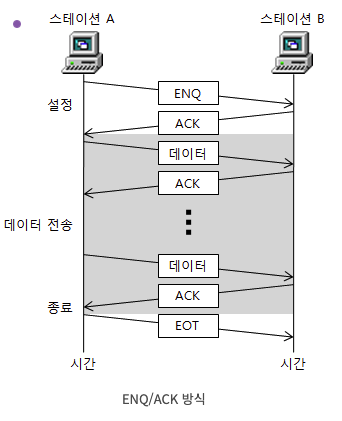 스테이션 A
스테이션 B
ENQ
설정
ACK
데이터
ACK
데이터 전송
데이터
ACK
종료
EOT
시간
시간
ENQ/ACK 방식